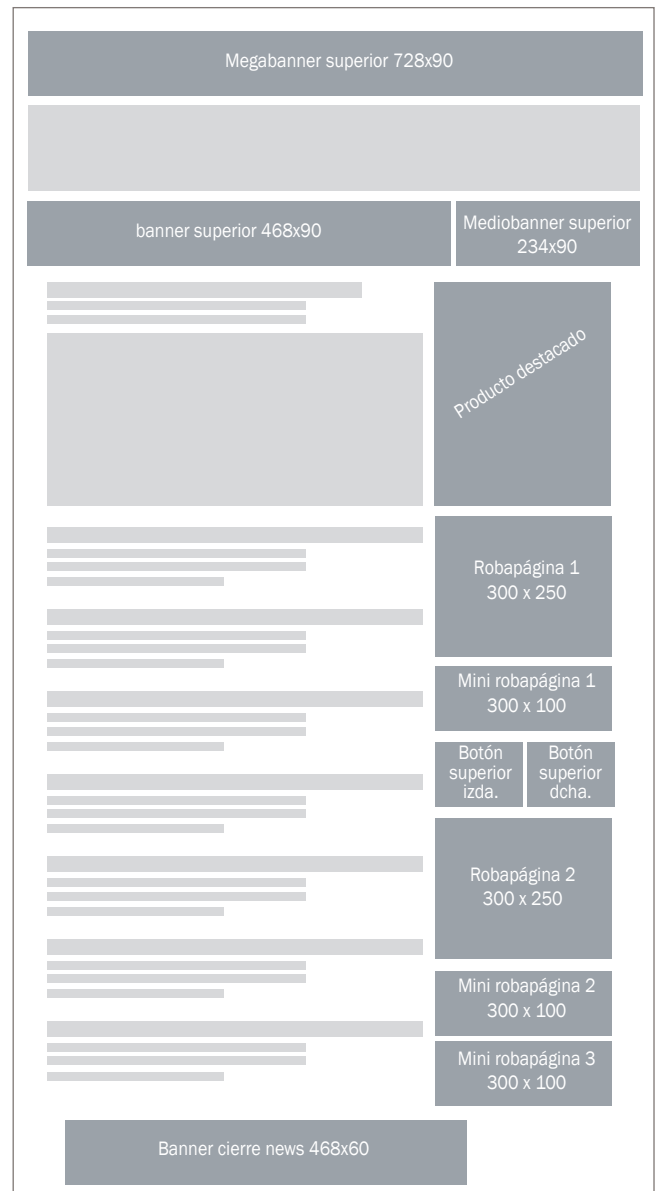 Megabanner superior 728x90
banner superior 468x90
Mediobanner superior
234x90
Producto destacado
Robapágina 1
300 x 250
Mini robapágina 1
300 x 100
Botón
superior
izda.
Botón
superior
dcha.
Robapágina 2
300 x 250
Mini robapágina 2
300 x 100
Mini robapágina 3
300 x 100
Banner cierre news 468x60